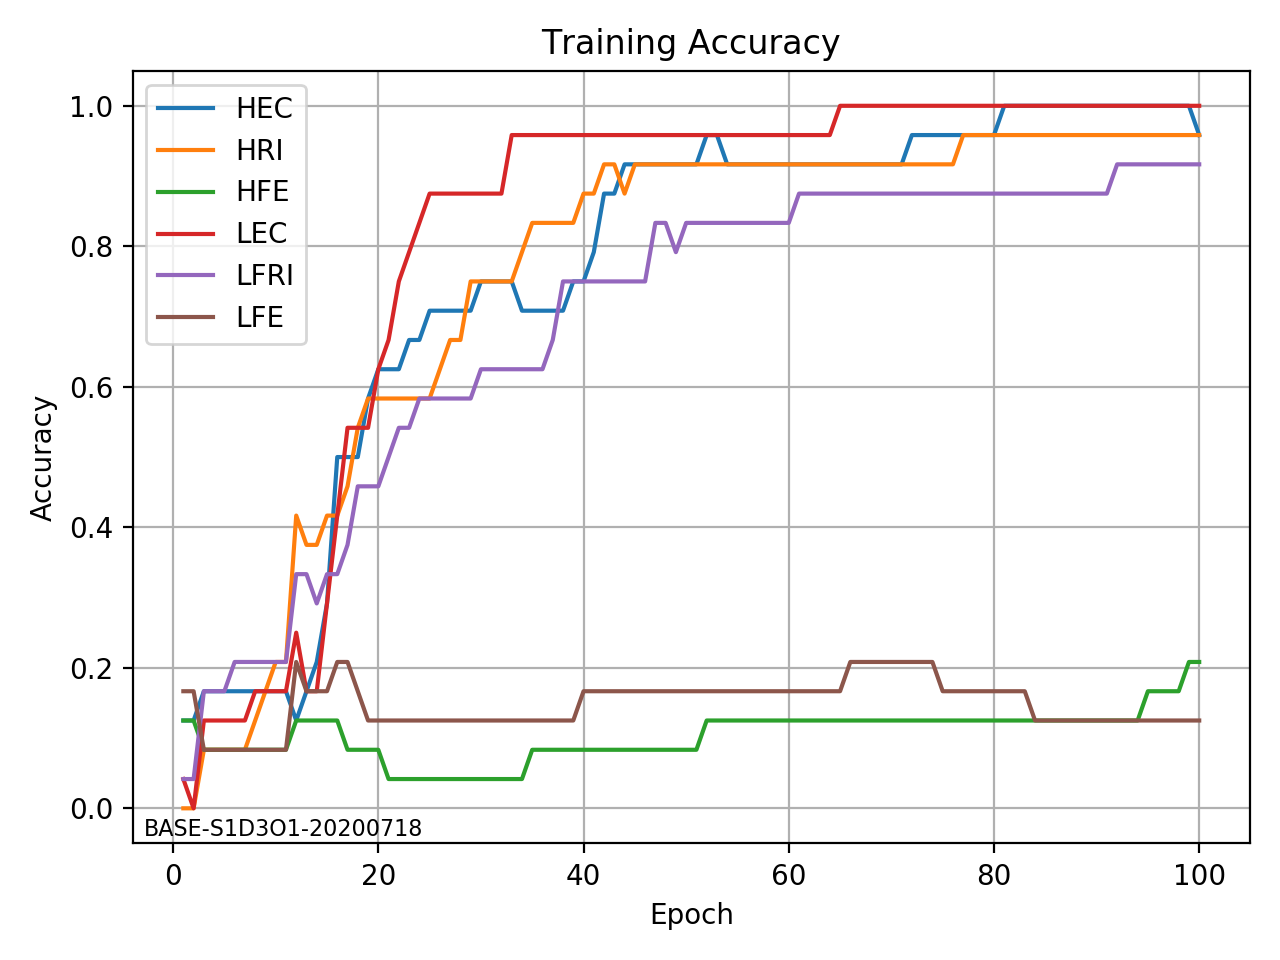 Training Accuracy
1.0
0.8
0.6
0.4
0.2
0.0
Accuracy
HEC
HRI
HFE
LEC
LFRI
LFE
BASE-S1D3O1-20200718
0 20 40 60 80 100
Epoch